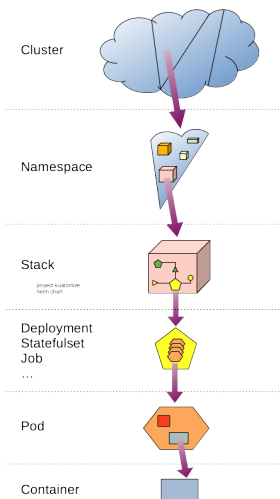 Cluster
Namespace
Stack
project kustomize
helm chart
Deployment
Statefulset
Job
...
Pod
Container